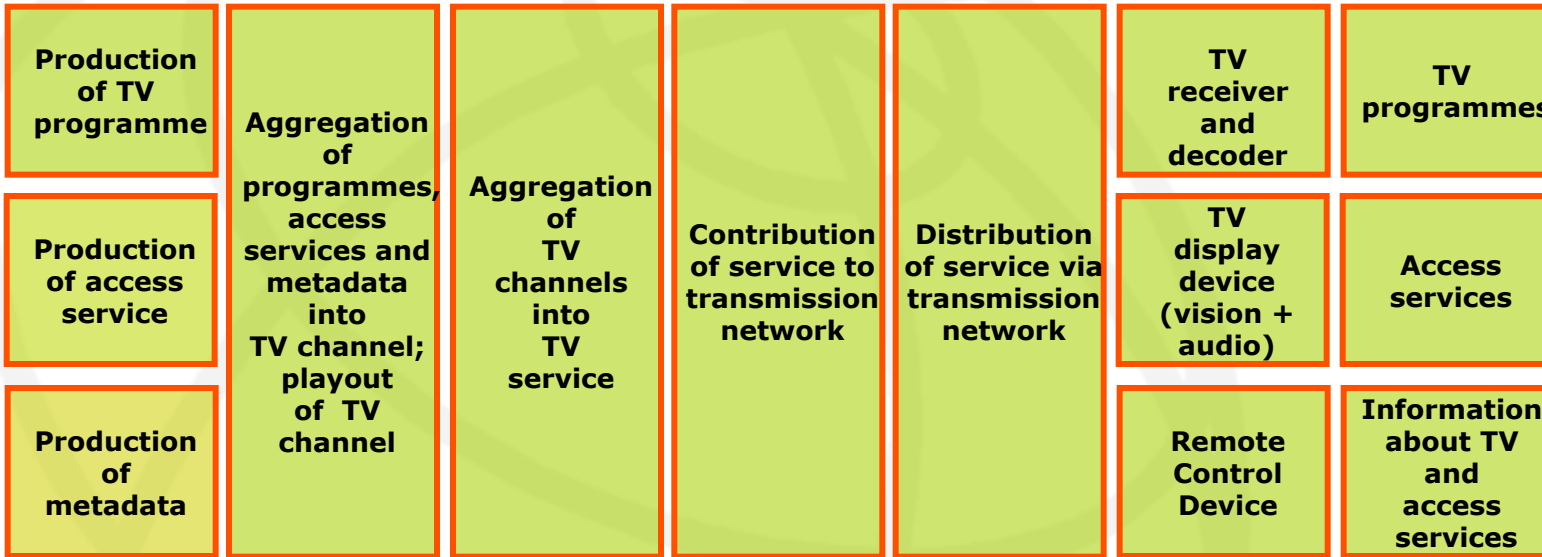 Production
of TV
programme
Production
of access
service
Production
of
metadata
Aggregation
of
programmes,
access
services and
metadata
into
TV channel;
playout
of TV
channel
Aggregation
of
TV
channels
into
TV
service
Contribution
of service to
transmission
network
Distribution
of service via
transmission
network
TV
receiver
and
decoder
TV
display
device
(vision +
audio)
Remote
Control
Device
TV
programmes
Access
services
Information
about TV
and
access
services